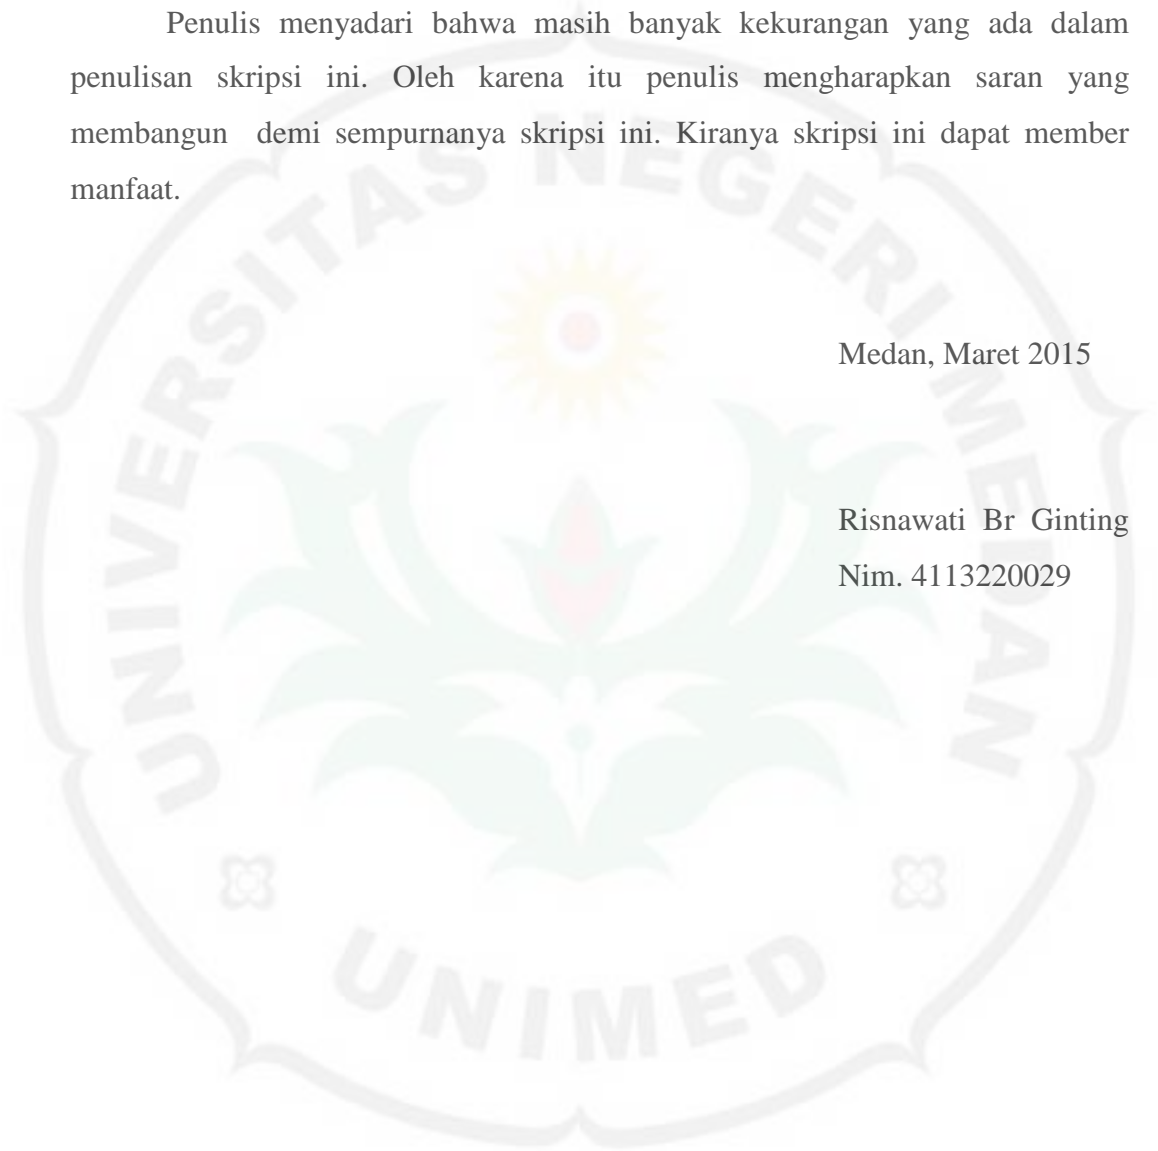 Penulis menyadari bahwa masih banyak kekurangan yang ada dalam
penulisan skripsi ini. Oleh karena itu penulis mengharapkan saran yang
membangun demi sempurnanya skripsi ini. Kiranya skripsi ini dapat member
manfaat.
Medan, Maret 2015
Risnawati Br Ginting
Nim. 4113220029
UNIVERSITAS NEGERI MEDAN
UNIMED